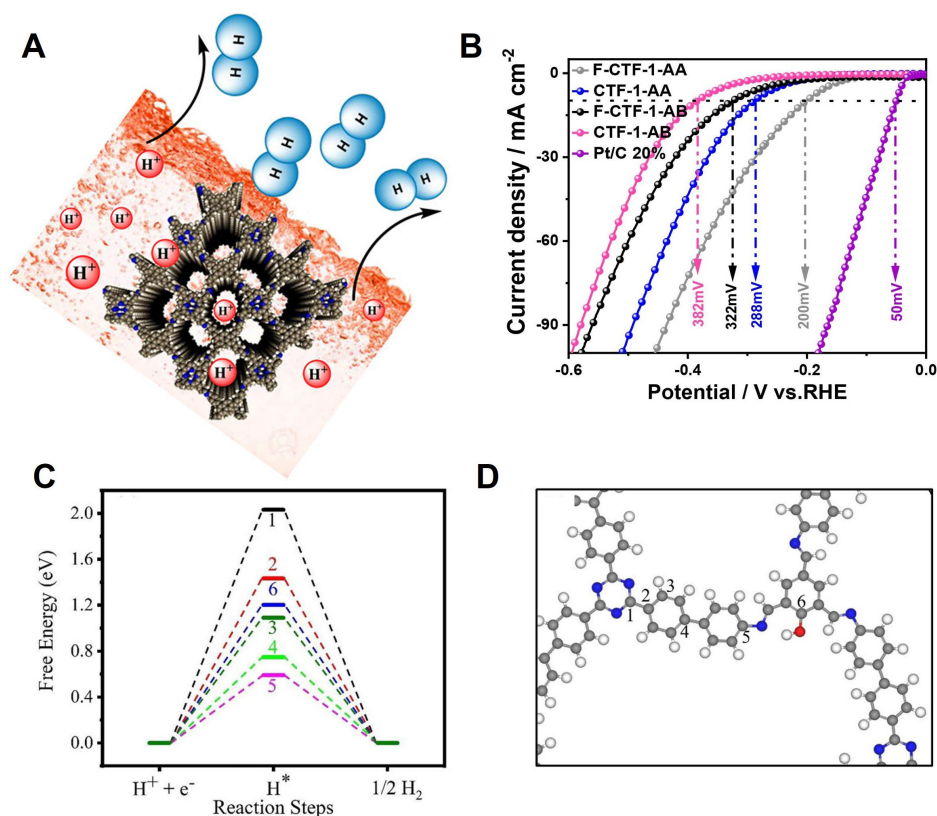 A
H
H
H
H
H
H
H
H
H+
H+
H+
H+
H+
H+
H+
H+
H+
B
Current density / mA cm-2
0
-30
-60
-90
F-CTF-1-AA
CTF-1-AA
F-CTF-1-AB
CTF-1-AB
Pt/C 20%
382mV
322mV
288mV
200mV
50mV
-0.6
-0.4
-0.2
0.0
Potential / V vs.RHE
C
Free Energy (eV)
2.0
1.6
1.2
0.8
0.4
0.0
1
2
6
3
4
5
H+ + e-
H*
1/2 H2
Reaction Steps
D
1
2
3
4
5
6